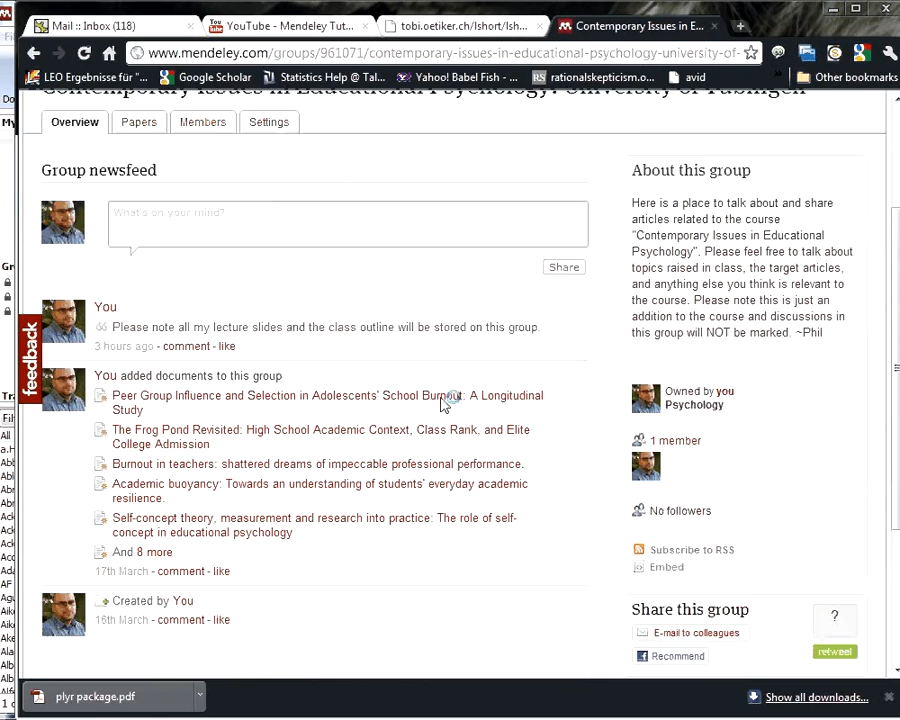 Mail :: Inbox (118)
YouTube - Mendeley Tut...
tobi.oetiker.ch/lshort/lsh...
Contemporary Issues in E...
www.mendeley.com/groups/961071/contemporary-issues-in-educational-psychology-university-of-
LEO Ergebnisse für "...
Google Scholar
Statistics Help @ Tal...
Yahoo! Babel Fish - ...
rationalskepticism.o...
avid
Other bookmarks
Contemporary Issues in Educational Psychology: University of Tübingen
Overview
Papers
Members
Settings
Group newsfeed
What's on your mind?
Share
You
Please note all my lecture slides and the class outline will be stored on this group.
3 hours ago - comment - like
feedback
You added documents to this group
Peer Group Influence and Selection in Adolescents' School Burnout: A Longitudinal
Study
The Frog Pond Revisited: High School Academic Context, Class Rank, and Elite
College Admission
Burnout in teachers: shattered dreams of impeccable professional performance.
Academic buoyancy: Towards an understanding of students' everyday academic
resilience.
Self-concept theory, measurement and research into practice: The role of self-
concept in educational psychology
And 8 more
17th March - comment - like
Created by You
16th March - comment - like
About this group
Here is a place to talk about and share
articles related to the course
"Contemporary Issues in Educational
Psychology". Please feel free to talk about
topics raised in class, the target articles,
and anything else you think is relevant to
the course. Please note this is just an
addition to the course and discussions in
this group will NOT be marked. ~Phil
Owned by you
Psychology
1 member
No followers
Subscribe to RSS
Embed
Share this group
E-mail to colleagues
Recommend
?
retweet
plyr package.pdf
Show all downloads...